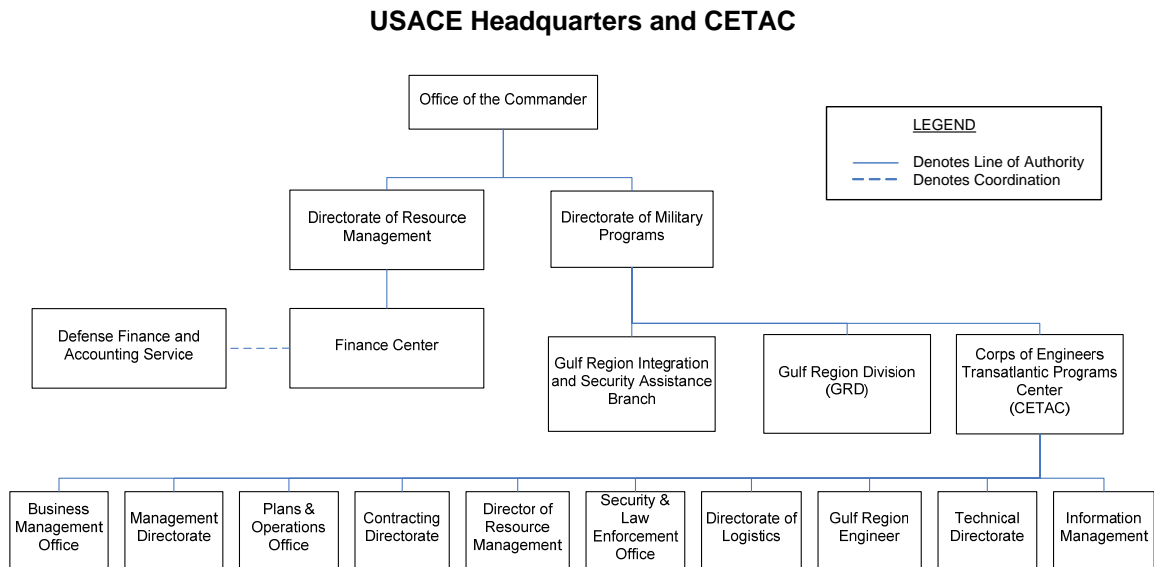 USACE Headquarters and CETAC
Office of the Commander
LEGEND
Denotes Line of Authority
Denotes Coordination
Directorate of Resource
Management
Directorate of Military
Programs
Defense Finance and
Accounting Service
Finance Center
Gulf Region Integration
and Security Assistance
Branch
Gulf Region Division
(GRD)
Corps of Engineers
Transatlantic Programs
Center
(CETAC)
Business
Management
Office
Management
Directorate
Plans &
Operations
Office
Contracting
Directorate
Director of
Resource
Management
Security &
Law
Enforcement
Office
Directorate of
Logistics
Gulf Region
Engineer
Technical
Directorate
Information
Management